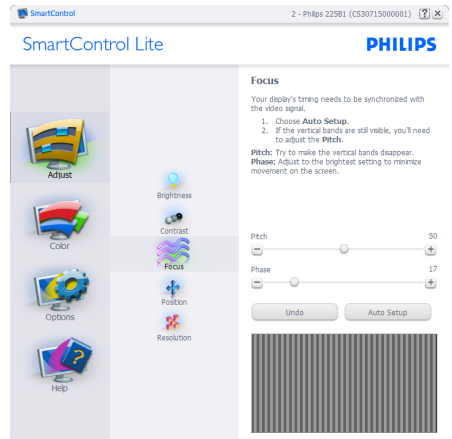 SmartControl
2 - Philips 225B1 (CS30715000001)
?
SmartControl Lite
PHILIPS
Adjust
Color
Options
Help
Brightness
Contrast
Focus
Position
Resolution
Focus
Your display's timing needs to be synchronized with
the video signal.
1. Choose Auto Setup.
2. If the vertical bands are still visible, you'll need
to adjust the Pitch.
Pitch: Try to make the vertical bands disappear.
Phase: Adjust to the brightest setting to minimize
movement on the screen.
Pitch 50
Phase 17
Undo
Auto Setup